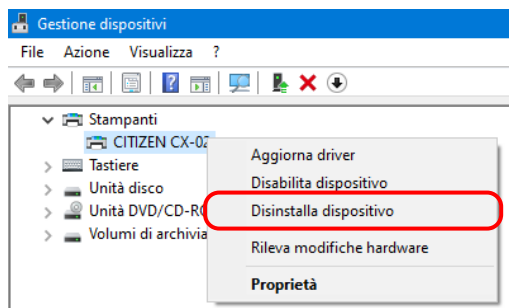 Gestione dispositivi
File Azione Visualizza ?
Stampanti
CITIZEN CX-02
Tastiere
Unità disco
Unità DVD/CD-RO
Volumi di archivia
Aggiorna driver
Disabilita dispositivo
Disinstalla dispositivo
Rileva modifiche hardware
Proprietà